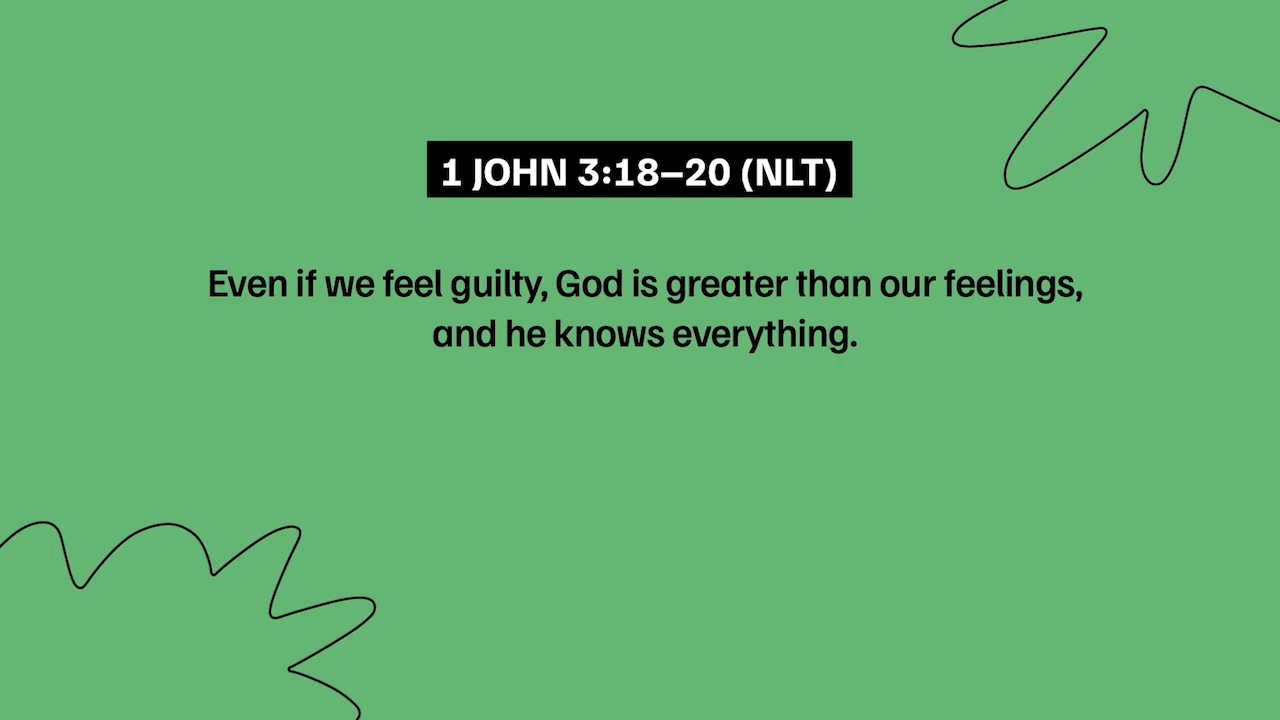 1 JOHN 3:18–20 (NLT)
Even if we feel guilty, God is greater than our feelings,
and he knows everything.